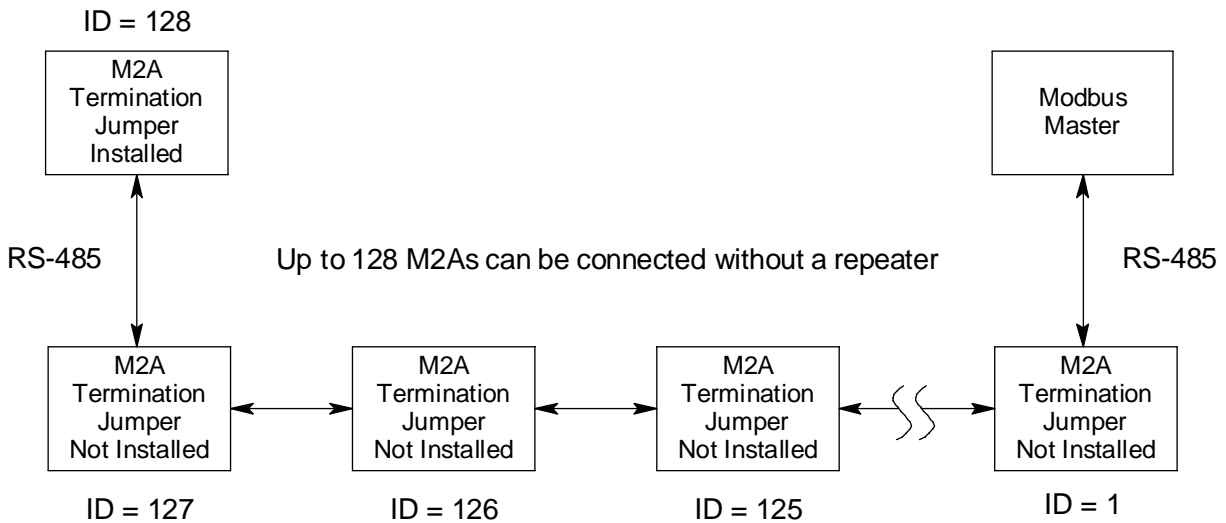 ID = 128
M2A
Termination
Jumper
Installed
Modbus
Master
RS-485
Up to 128 M2As can be connected without a repeater
RS-485
M2A
Termination
Jumper
Not Installed
M2A
Termination
Jumper
Not Installed
M2A
Termination
Jumper
Not Installed
M2A
Termination
Jumper
Not Installed
ID = 127
ID = 126
ID = 125
ID = 1